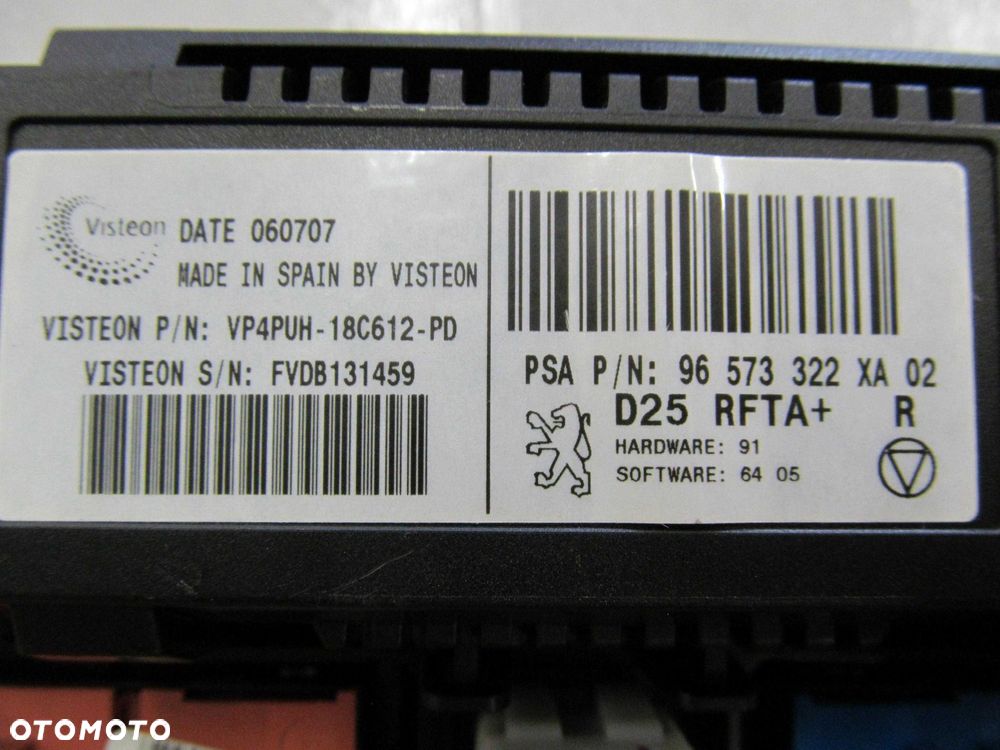 Visteon
DATE 060707
MADE IN SPAIN BY VISTEON
VISTEON P/N: VP4PUH-18C612-PD
VISTEON S/N: FVDB131459
PSA P/N: 96 573 322 XA 02
D25 RFTA+ R
HARDWARE: 91
SOFTWARE: 64 05
OTOMOTO